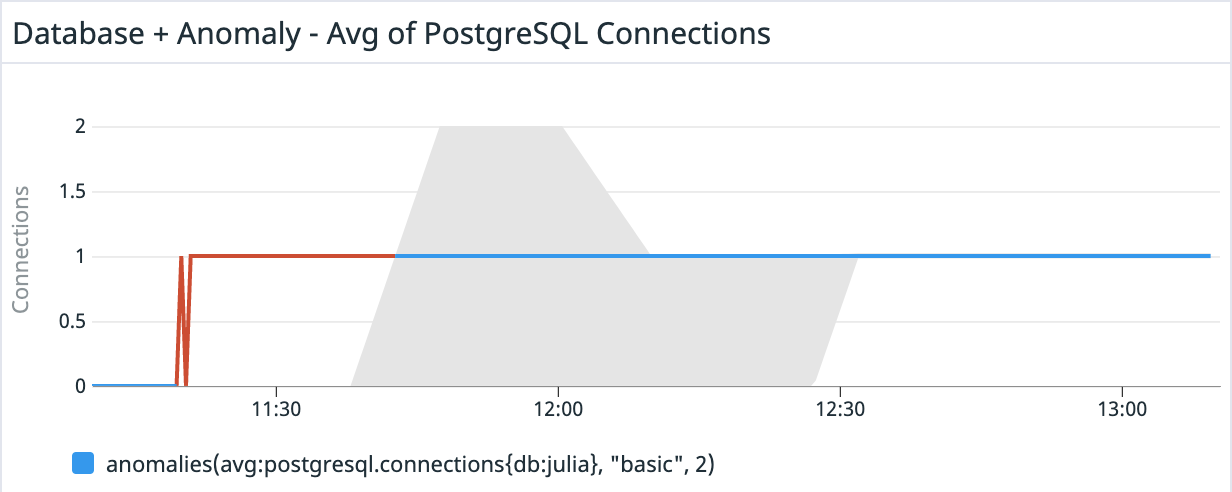 Database + Anomaly - Avg of PostgreSQL Connections
Connections
2
1.5
1
0.5
0
11:30 12:00 12:30 13:00
anomalies(avg:postgresql.connections{db:julia}, "basic", 2)